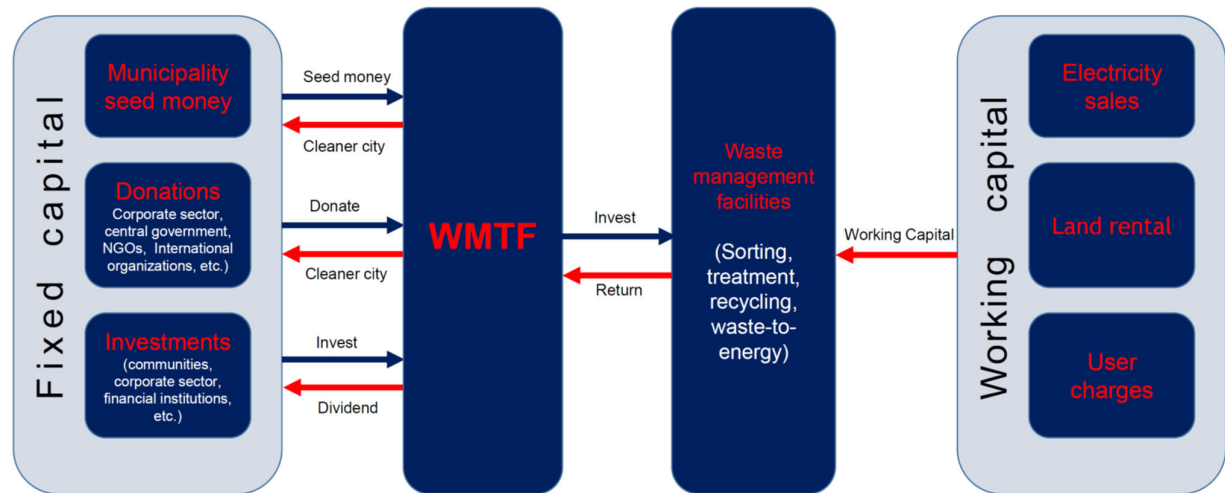 Fixed capital
Municipality
seed money
Donations
Corporate sector,
central government,
NGOs, International
organizations, etc.)
Investments
(communities,
corporate sector,
financial institutions,
etc.)
Seed money
Cleaner city
Donate
Cleaner city
Invest
Dividend
WMTF
Invest
Return
Waste
management
facilities
(Sorting,
treatment,
recycling,
waste-to-
energy)
Working Capital
Working capital
Electricity
sales
Land rental
User
charges